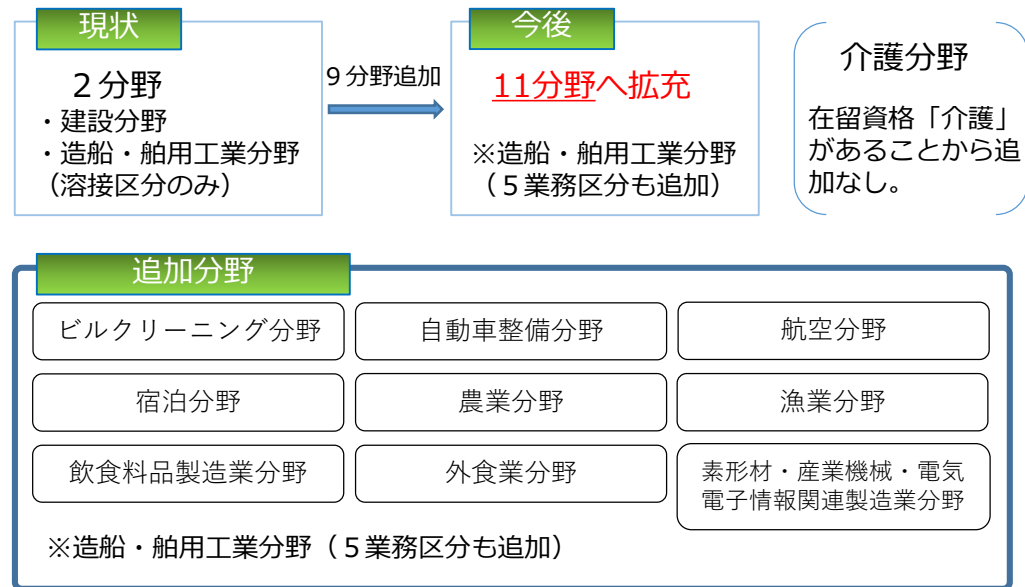 現状
２分野
・建設分野
・造船・舶用工業分野
（溶接区分のみ）
９分野追加
今後
11分野へ拡充
※造船・舶用工業分野
（５業務区分も追加）
介護分野
在留資格「介護」
があることから追
加なし。
追加分野
ビルクリーニング分野
自動車整備分野
航空分野
宿泊分野
農業分野
漁業分野
飲食料品製造業分野
外食業分野
素形材・産業機械・電気
電子情報関連製造業分野
※造船・舶用工業分野（５業務区分も追加）